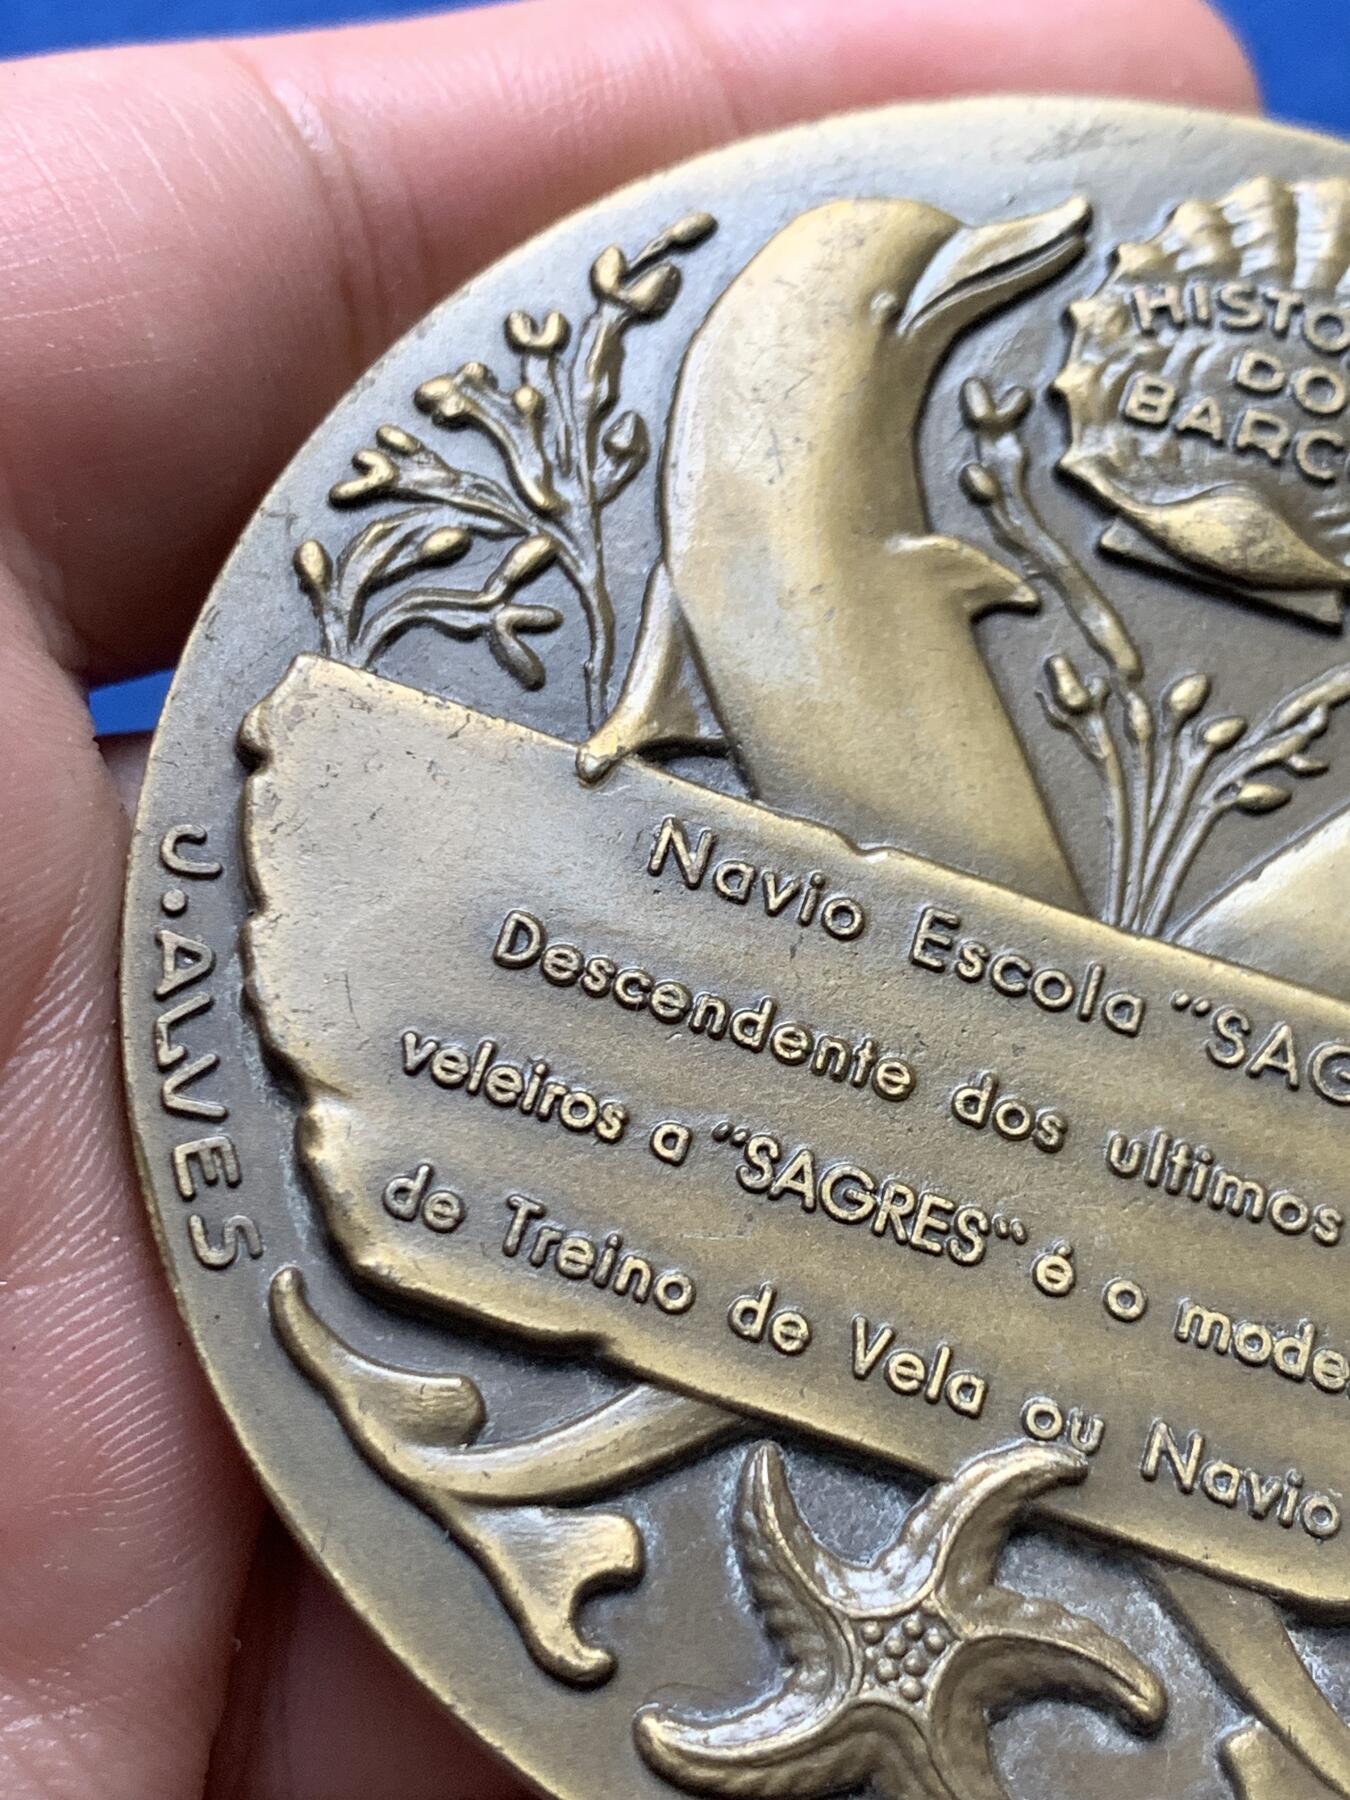 HISTO
DO
BARC
Navio Escola "SAG
Descendente dos ultimos
veleiros a "SAGRES" é o mode
de Treino de Vela ou Navio
J.ALVES